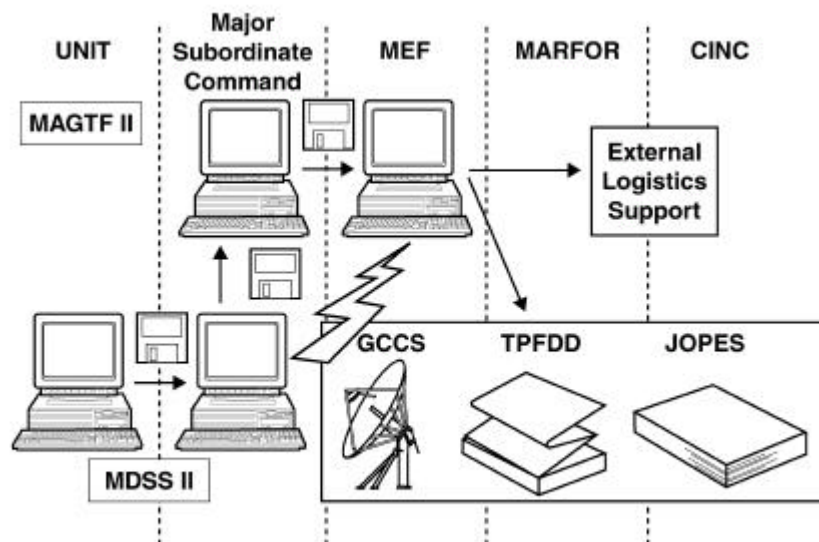 UNIT
Major
Subordinate
Command
MEF
MARFOR
CINC
MAGTF II
External
Logistics
Support
GCCS
TPFDD
JOPES
MDSS II